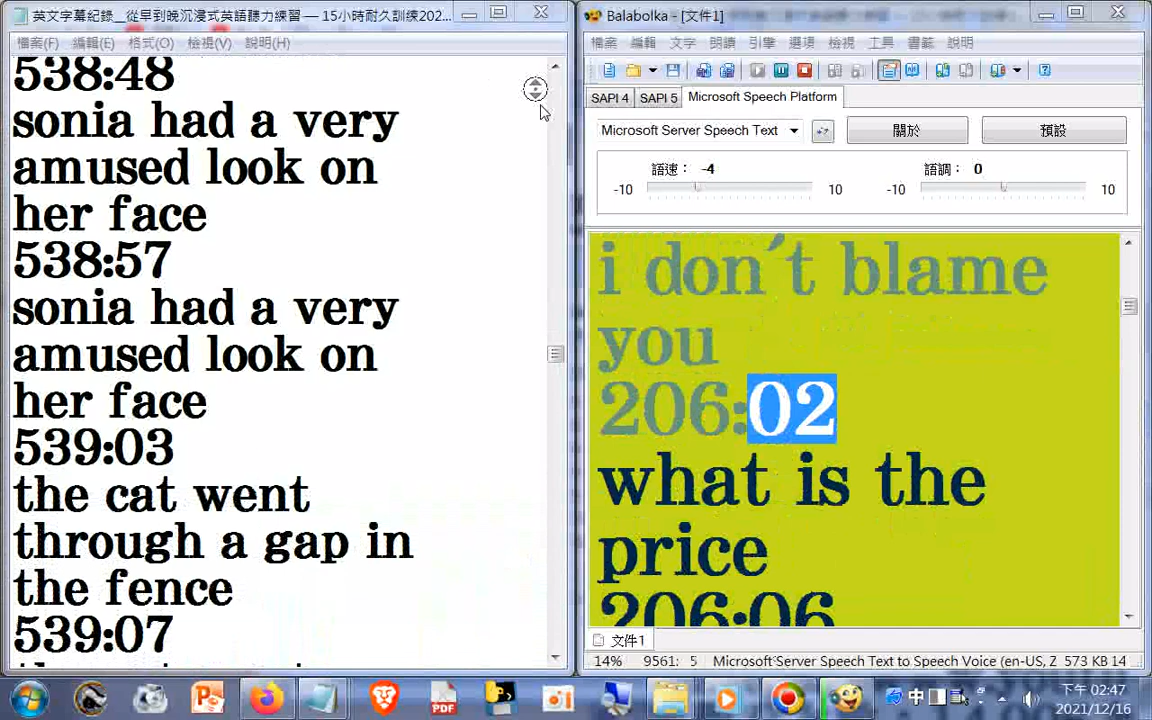 英文字幕紀錄__從早到晚沉浸式英語聽力練習 — 15小時耐久訓練202...
檔案(F) 編輯(E) 格式(O) 檢視(V) 說明(H)
538:48
sonia had a very
amused look on
her face
538:57
sonia had a very
amused look on
her face
539:03
the cat went
through a gap in
the fence
539:07
Balabolka - [文件1]
檔案 編輯 文字 朗讀 引擎 選項 檢視 工具 書籤 說明
SAPI 4 SAPI 5 Microsoft Speech Platform
Microsoft Server Speech Text 關於 預設
語速： -4 語調： 0
-10 10 -10 10
i don't blame
you
206:02
what is the
price
206:06
文件1
14% 9561: 5 Microsoft Server Speech Text to Speech Voice (en-US, Z 573 KB 14
PDF 中 下午 02:47
2021/12/16